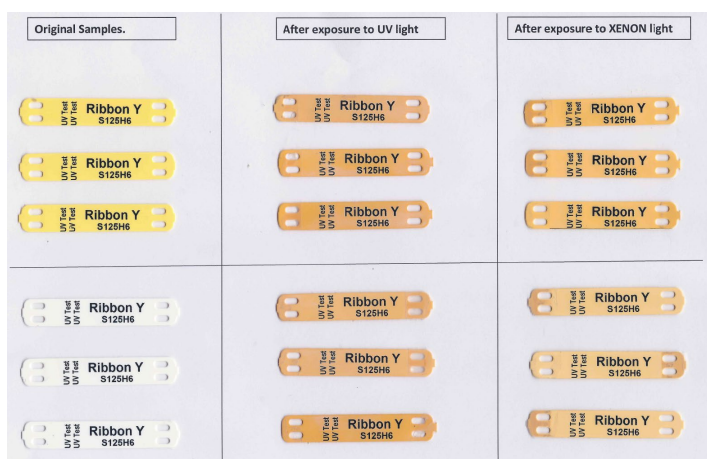 Original Samples.
After exposure to UV light
After exposure to XENON light
UV Test
UV Test
Ribbon Y
S125H6
UV Test
UV Test
Ribbon Y
S125H6
UV Test
UV Test
Ribbon Y
S125H6
UV Test
UV Test
Ribbon Y
S125H6
UV Test
UV Test
Ribbon Y
S125H6
UV Test
UV Test
Ribbon Y
S125H6
UV Test
UV Test
Ribbon Y
S125H6
UV Test
UV Test
Ribbon Y
S125H6
UV Test
UV Test
Ribbon Y
S125H6
UV Test
UV Test
Ribbon Y
S125H6
UV Test
UV Test
Ribbon Y
S125H6
UV Test
UV Test
Ribbon Y
S125H6
UV Test
UV Test
Ribbon Y
S125H6
UV Test
UV Test
Ribbon Y
S125H6
UV Test
UV Test
Ribbon Y
S125H6
UV Test
UV Test
Ribbon Y
S125H6
UV Test
UV Test
Ribbon Y
S125H6
UV Test
UV Test
Ribbon Y
S125H6